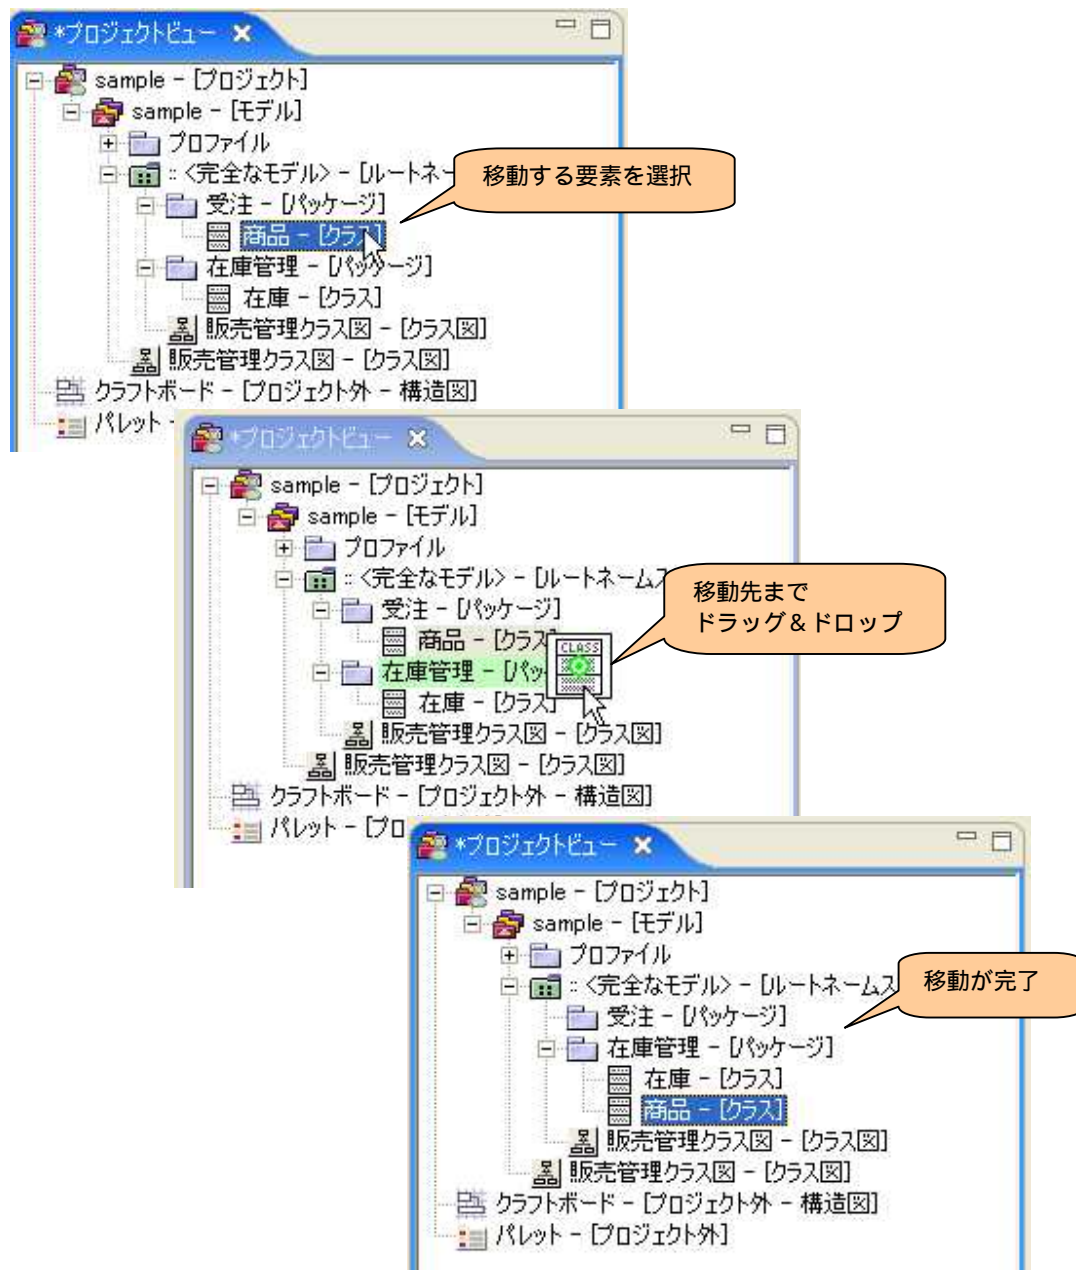 *プロジェクトビュー
sample - [プロジェクト]
sample - [モデル]
プロファイル
:: <完全なモデル> - [ルートネー
移動する要素を選択
受注 - [パッケージ]
商品 - [クラス]
在庫管理 - [パッケージ]
在庫 - [クラス]
販売管理クラス図 - [クラス図]
販売管理クラス図 - [クラス図]
クラフトボード - [プロジェクト外 - 構造図]
パレット -
*プロジェクトビュー
sample - [プロジェクト]
sample - [モデル]
プロファイル
:: <完全なモデル> - [ルートネームス
移動先まで
ドラッグ＆ドロップ
受注 - [パッケージ]
商品 - [クラス
CLASS
在庫管理 - [パッ
在庫 - [クラス]
販売管理クラス図 - [クラス図]
販売管理クラス図 - [クラス図]
クラフトボード - [プロジェクト外 - 構造図]
パレット - [プロ
*プロジェクトビュー
sample - [プロジェクト]
sample - [モデル]
プロファイル
:: <完全なモデル> - [ルートネームス
移動が完了
受注 - [パッケージ]
在庫管理 - [パッケージ]
在庫 - [クラス]
商品 - [クラス]
販売管理クラス図 - [クラス図]
販売管理クラス図 - [クラス図]
クラフトボード - [プロジェクト外 - 構造図]
パレット - [プロジェクト外]